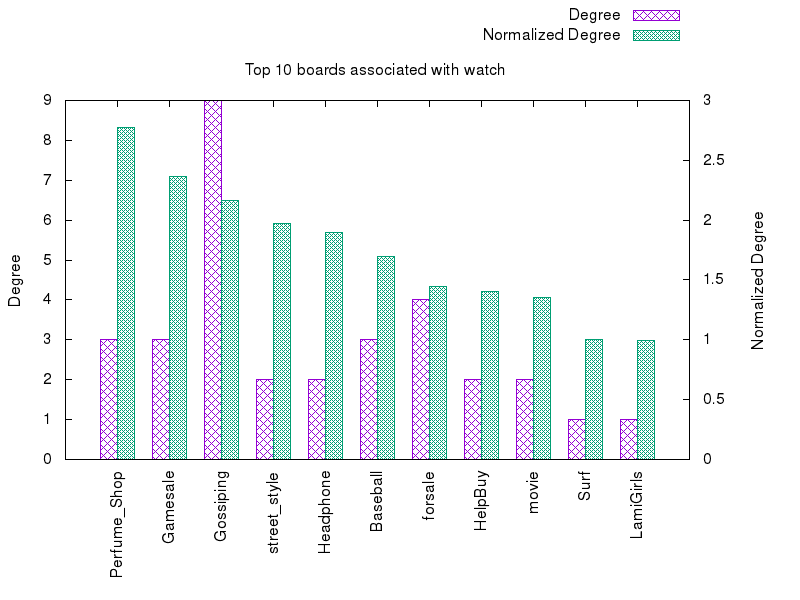 Degree
Normalized Degree
Top 10 boards associated with watch
9
8
7
6
5
4
3
2
1
0
3
2.5
2
1.5
1
0.5
0
Degree
Normalized Degree
Perfume_Shop
Gamesale
Gossiping
street_style
Headphone
Baseball
forsale
HelpBuy
movie
Surf
LamiGirls